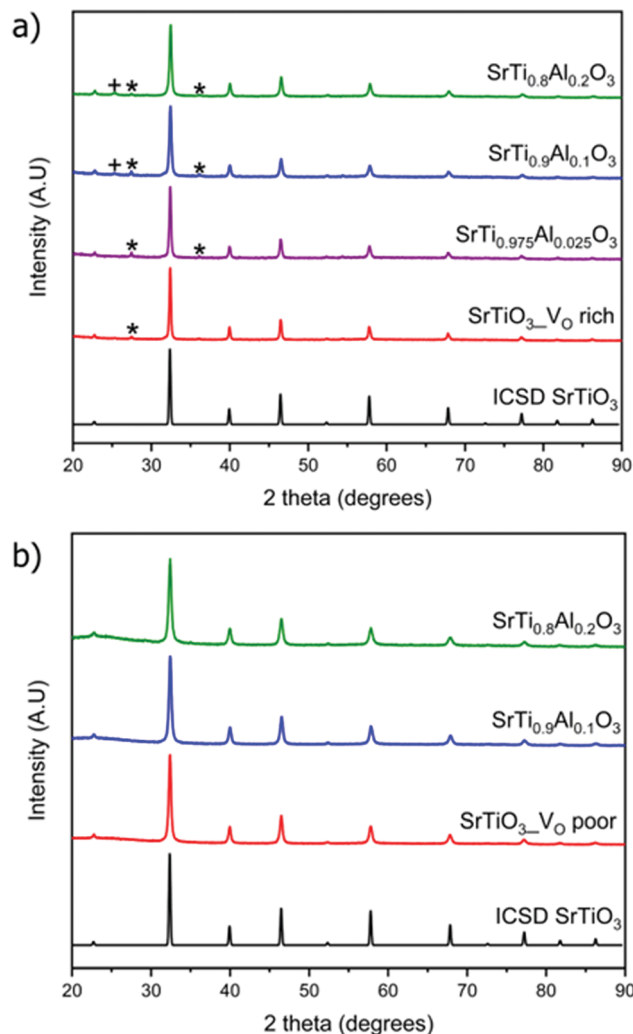 a)
SrTi0.8Al0.2O3
+ * *
SrTi0.9Al0.1O3
+ * *
SrTi0.975Al0.025O3
* *
SrTiO3_VO rich
*
ICSD SrTiO3
Intensity (A.U)
20 30 40 50 60 70 80 90
2 theta (degrees)
b)
SrTi0.8Al0.2O3
SrTi0.9Al0.1O3
SrTiO3_VO poor
ICSD SrTiO3
Intensity (A.U)
20 30 40 50 60 70 80 90
2 theta (degrees)